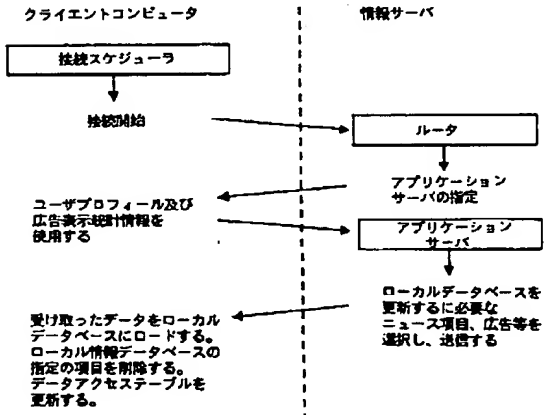 クライエントコンピュータ
情報サーバ
接続スケジューラ
接続開始
ルータ
アプリケーション
サーバの指定
ユーザプロフィール及び
広告表示統計情報を
使用する
アプリケーション
サーバ
ローカルデータベースを
更新するに必要な
ニュース項目、広告等を
選択し、送信する
受け取ったデータをローカル
データベースにロードする。
ローカル情報データベースの
指定の項目を削除する。
データアクセステーブルを
更新する。